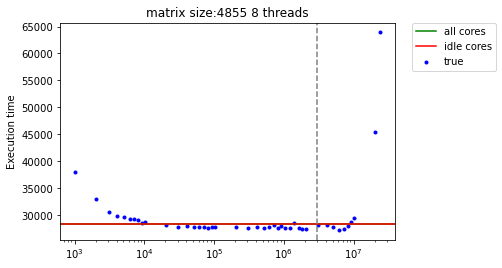 matrix size:4855 8 threads
65000
60000
55000
50000
45000
40000
35000
30000
Execution time
10³
10⁴
10⁵
10⁶
10⁷
all cores
idle cores
true